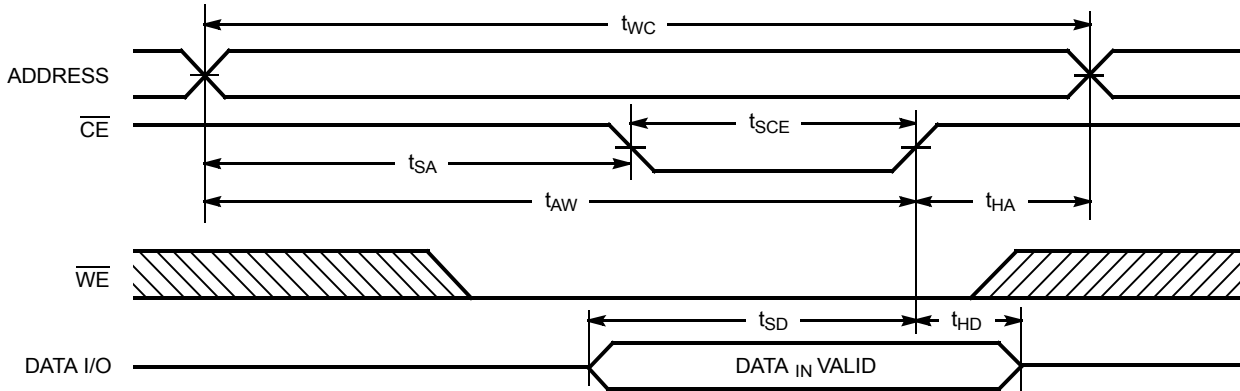 tWC
ADDRESS
CE
tSCE
tSA
tAW
tHA
WE
tSD
tHD
DATA I/O
DATA IN VALID